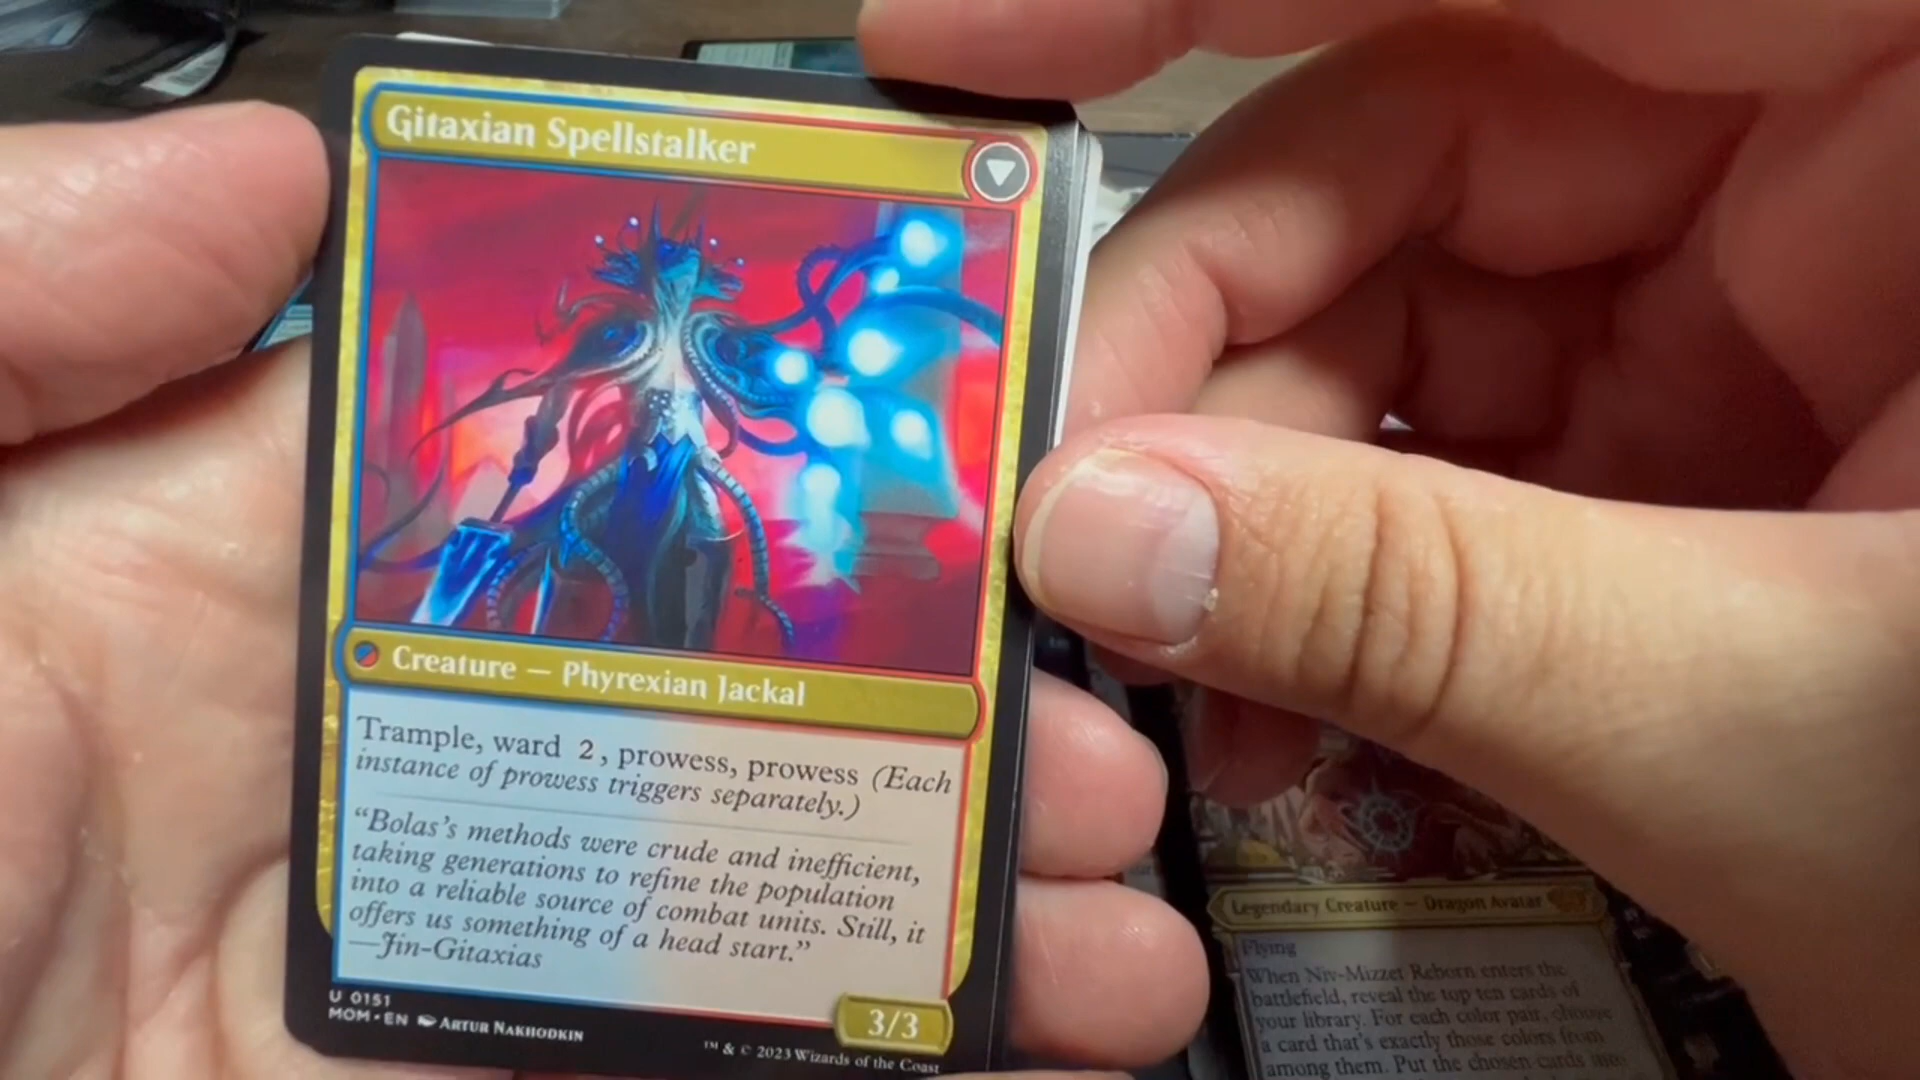 Gitaxian Spellstalker
Creature — Phyrexian Jackal
Trample, ward 2, prowess, prowess (Each
instance of prowess triggers separately.)
“Bolas’s methods were crude and inefficient,
taking generations to refine the population
into a reliable source of combat units. Still, it
offers us something of a head start.”
—Jin-Gitaxias
3/3
U 0151
MOM • EN Artur Nakhodkin
™ & © 2023 Wizards of the Coast
Legendary Creature — Dragon Avatar
Flying
When Niv-Mizzet Reborn enters the
battlefield, reveal the top ten cards of
your library. For each color pair, choose
a card that's exactly those colors from
among them. Put the chosen cards into